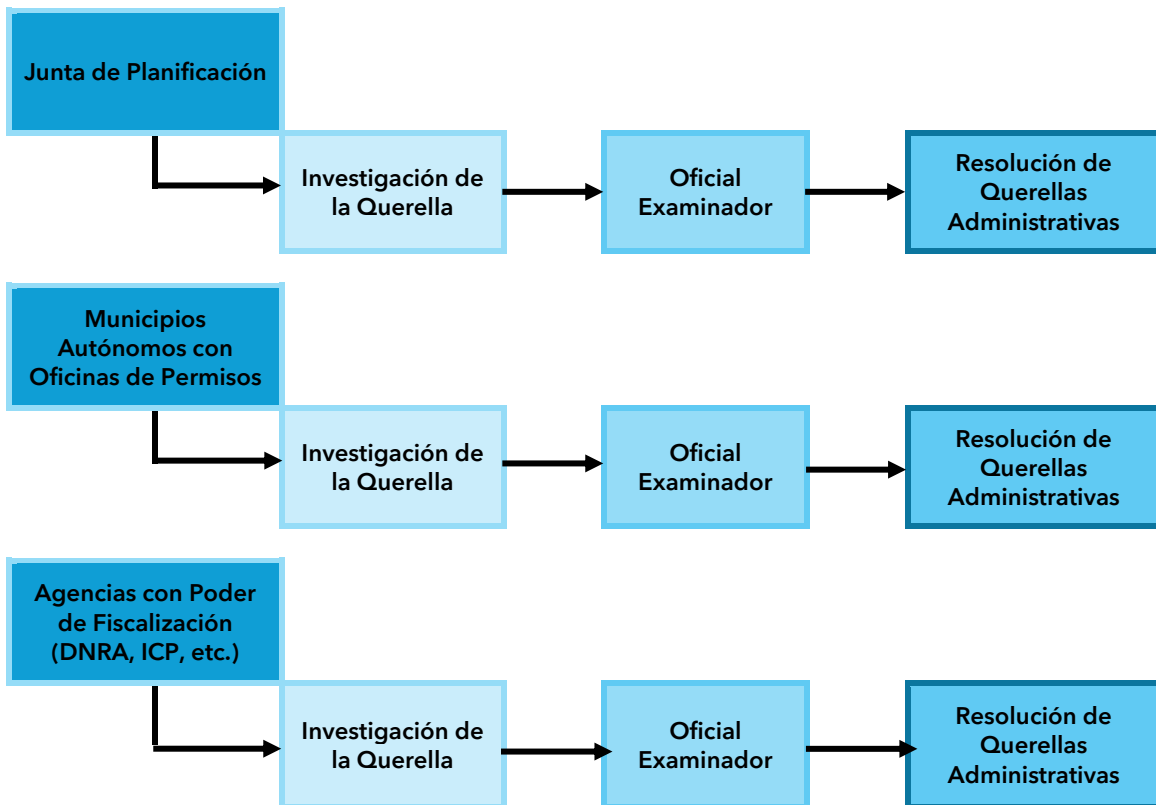 Junta de Planificación
Investigación de
la Querella
Oficial
Examinador
Resolución de
Querellas
Administrativas
Municipios
Autónomos con
Oficinas de Permisos
Investigación de
la Querella
Oficial
Examinador
Resolución de
Querellas
Administrativas
Agencias con Poder
de Fiscalización
(DNRA, ICP, etc.)
Investigación de
la Querella
Oficial
Examinador
Resolución de
Querellas
Administrativas